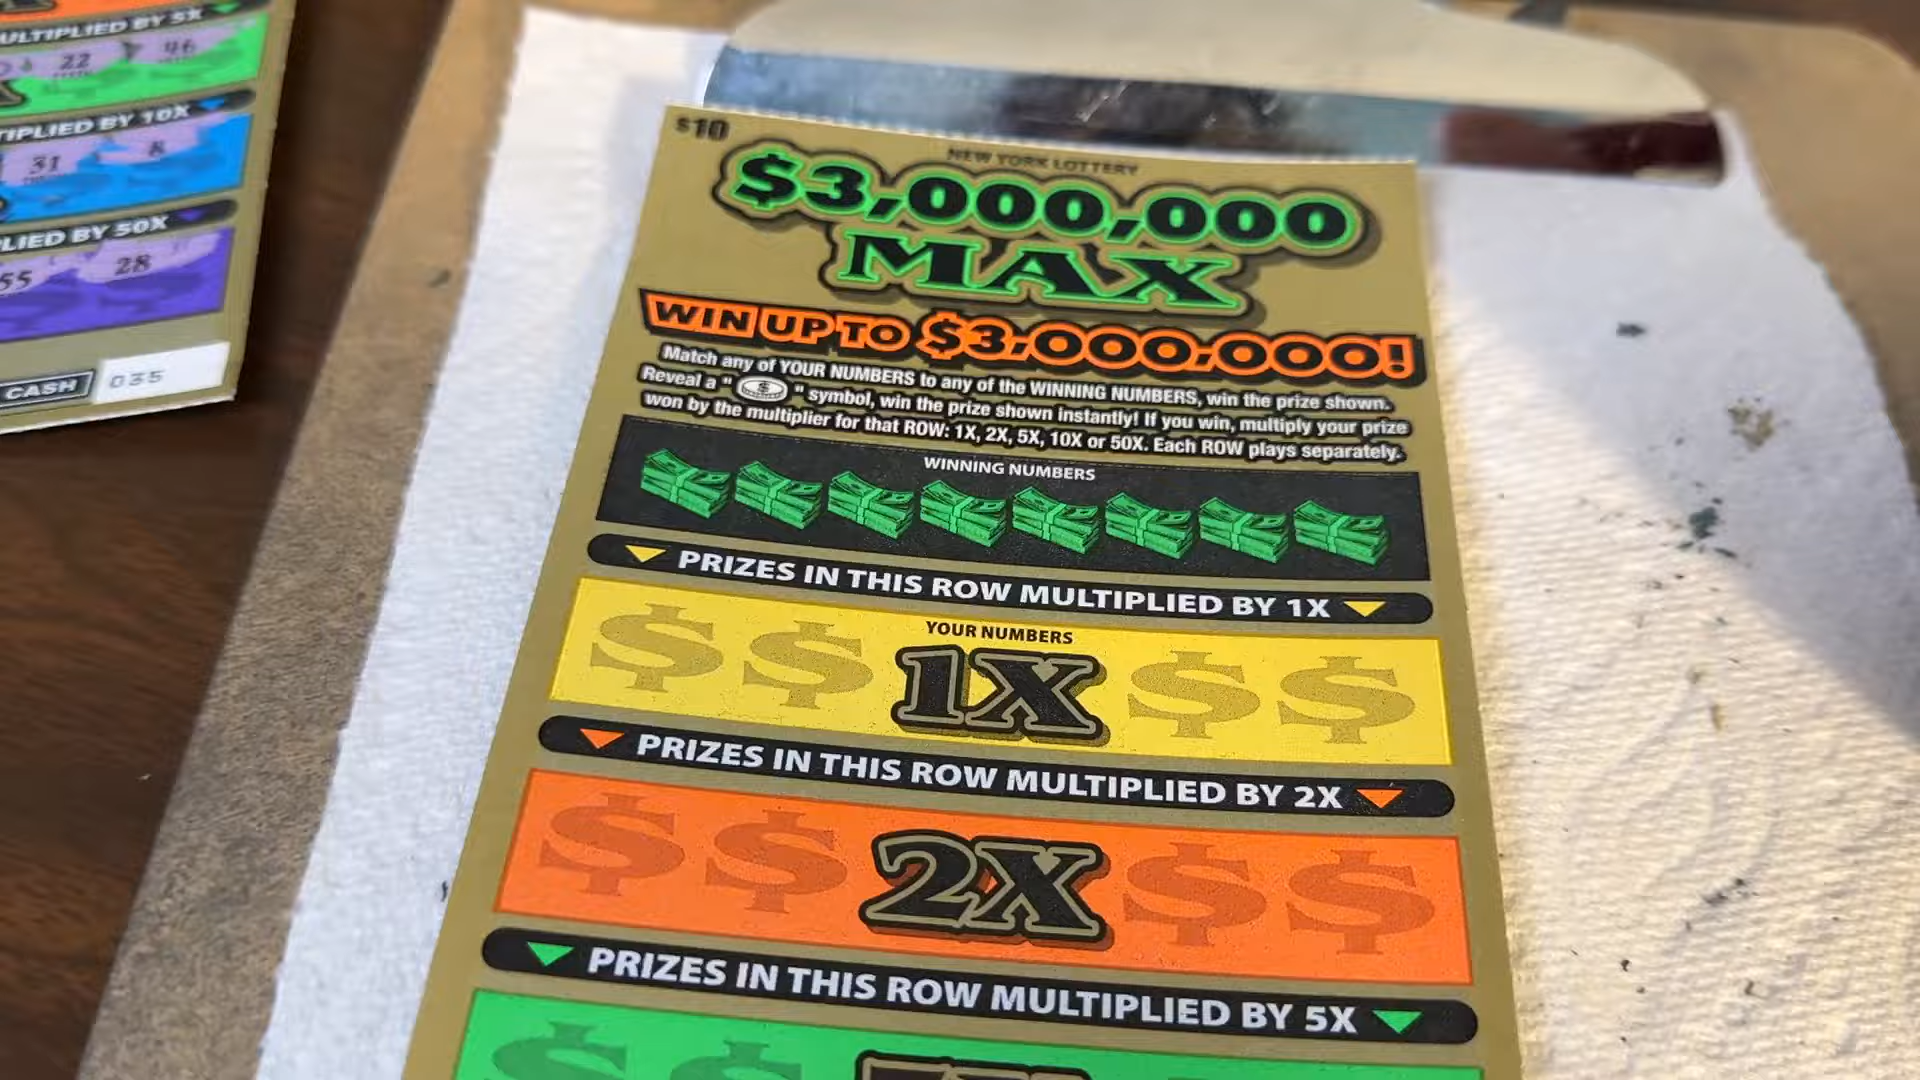 MULTIPLIED BY 5X
22 46
MULTIPLIED BY 10X
31 8
MULTIPLIED BY 50X
55 28
CASH 035
$10
NEW YORK LOTTERY
$3,000,000
MAX
WIN UP TO $3,000,000!
Match any of YOUR NUMBERS to any of the WINNING NUMBERS, win the prize shown.
Reveal a " $ " symbol, win the prize shown instantly! If you win, multiply your prize
won by the multiplier for that ROW: 1X, 2X, 5X, 10X or 50X. Each ROW plays separately.
WINNING NUMBERS
PRIZES IN THIS ROW MULTIPLIED BY 1X
YOUR NUMBERS
$ $ 1X $ $
PRIZES IN THIS ROW MULTIPLIED BY 2X
$ $ 2X $ $
PRIZES IN THIS ROW MULTIPLIED BY 5X